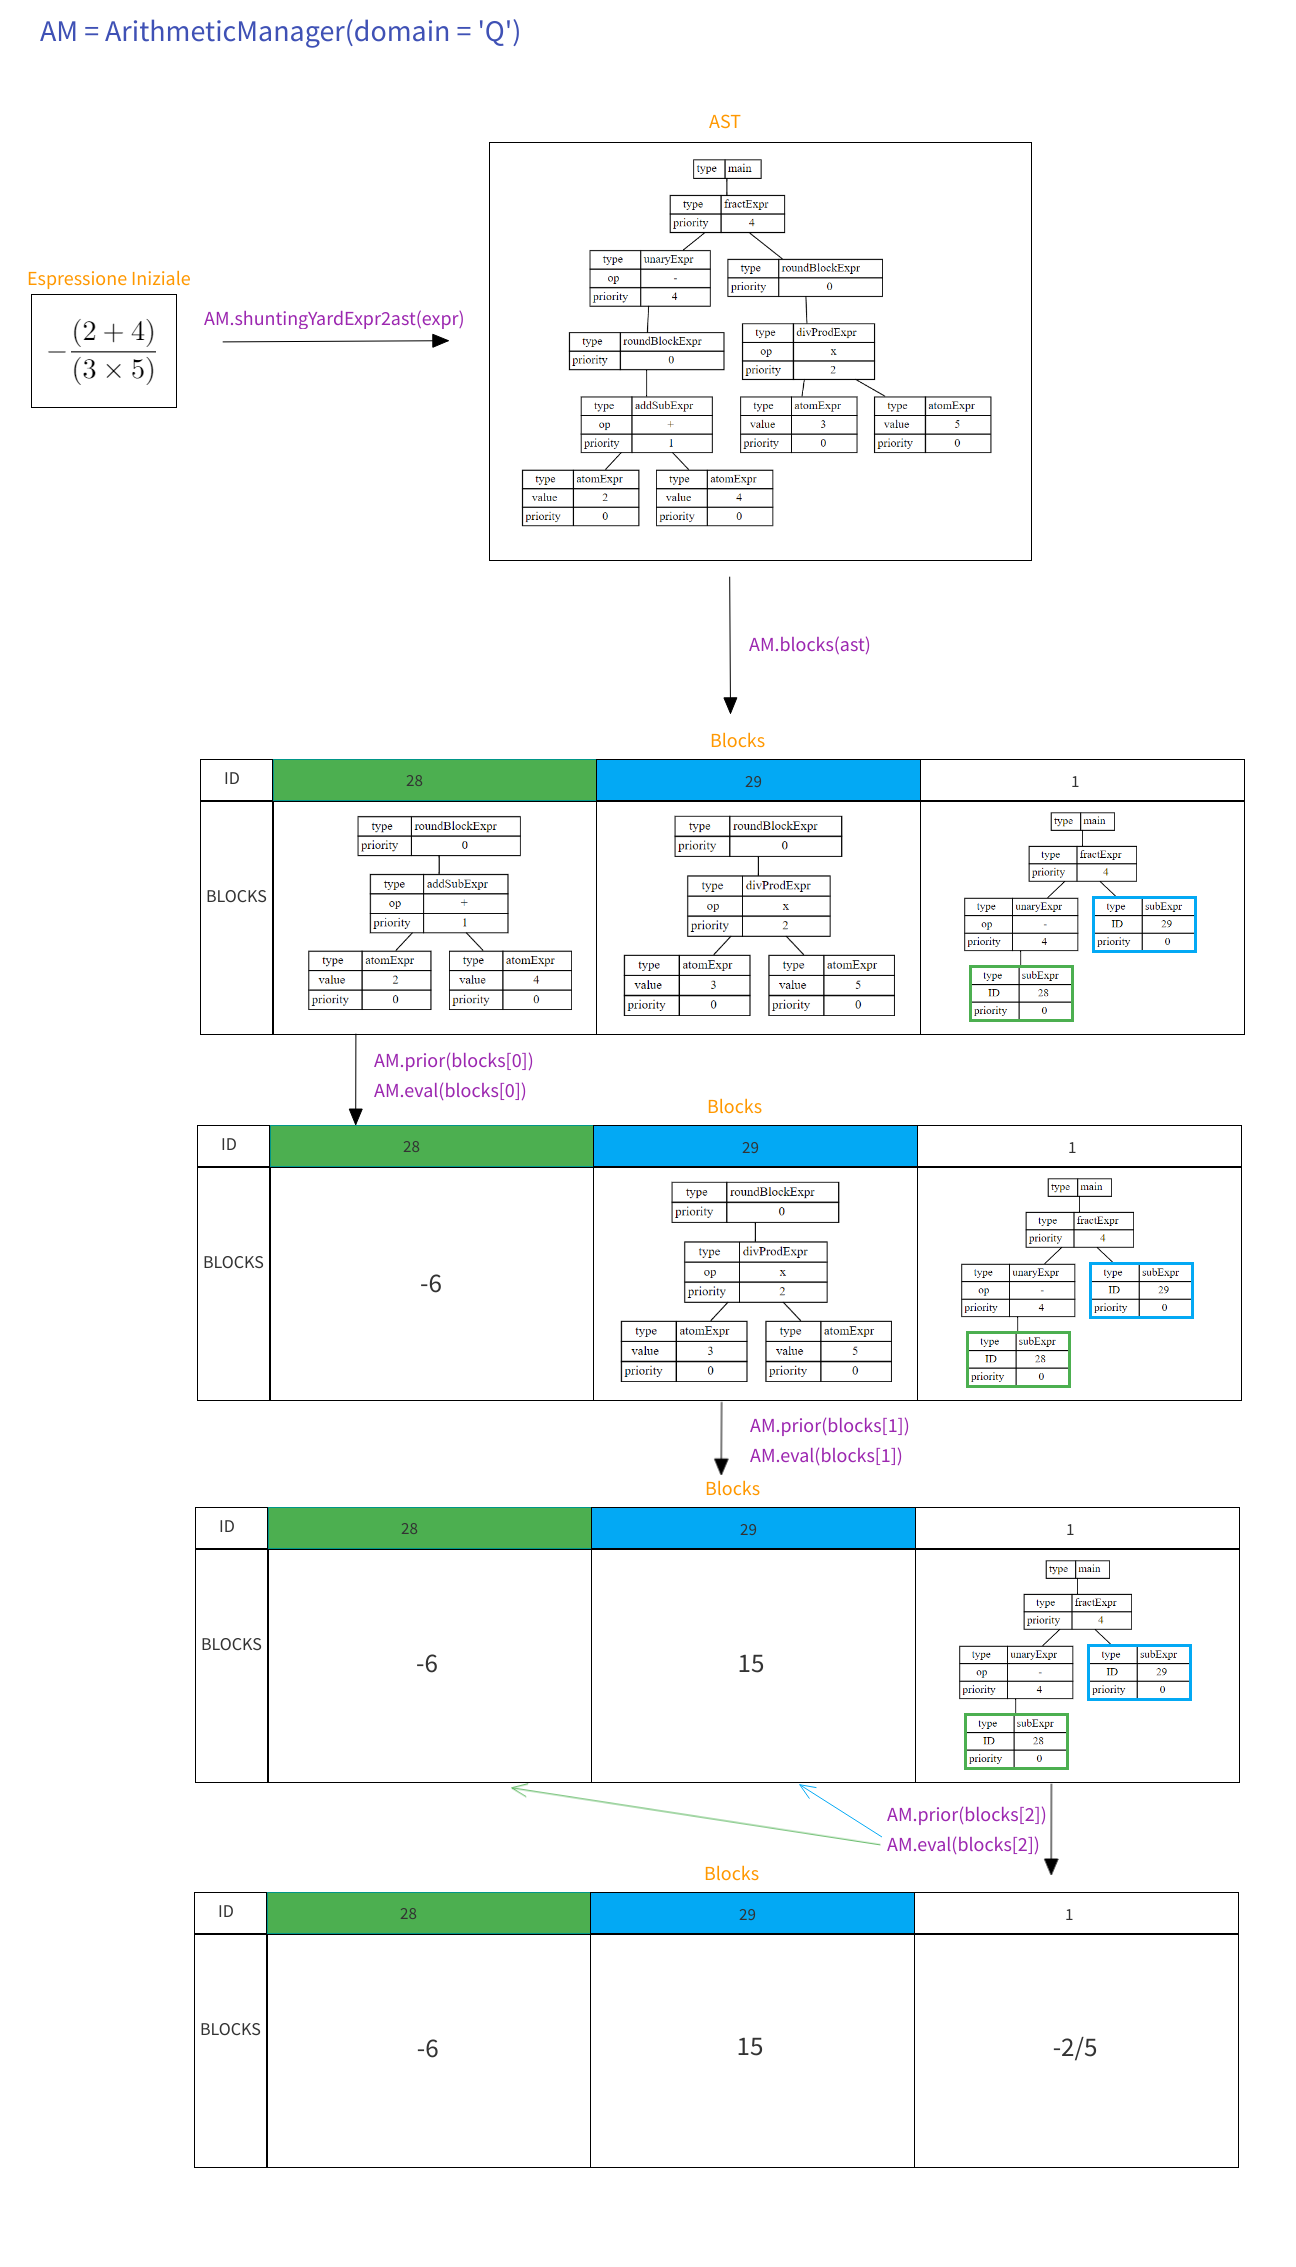 AM = ArithmeticManager(domain = 'Q')
AST
type main
type fractExpr
priority 4
type unaryExpr
op -
priority 4
type roundBlockExpr
priority 0
type roundBlockExpr
priority 0
type divProdExpr
op x
priority 2
type addSubExpr
op +
priority 1
type atomExpr
value 3
priority 0
type atomExpr
value 5
priority 0
type atomExpr
value 2
priority 0
type atomExpr
value 4
priority 0
Espressione Iniziale
−(2 + 4)
(3 × 5)
AM.shuntingYardExpr2ast(expr)
AM.blocks(ast)
Blocks
ID 28 29 1
BLOCKS
type roundBlockExpr
priority 0
type addSubExpr
op +
priority 1
type atomExpr
value 2
priority 0
type atomExpr
value 4
priority 0
type roundBlockExpr
priority 0
type divProdExpr
op x
priority 2
type atomExpr
value 3
priority 0
type atomExpr
value 5
priority 0
type main
type fractExpr
priority 4
type unaryExpr
op -
priority 4
type subExpr
ID 29
priority 0
type subExpr
ID 28
priority 0
AM.prior(blocks[0])
AM.eval(blocks[0])
Blocks
ID 28 29 1
BLOCKS
-6
type roundBlockExpr
priority 0
type divProdExpr
op x
priority 2
type atomExpr
value 3
priority 0
type atomExpr
value 5
priority 0
type main
type fractExpr
priority 4
type unaryExpr
op -
priority 4
type subExpr
ID 29
priority 0
type subExpr
ID 28
priority 0
AM.prior(blocks[1])
AM.eval(blocks[1])
Blocks
ID 28 29 1
BLOCKS
-6
15
type main
type fractExpr
priority 4
type unaryExpr
op -
priority 4
type subExpr
ID 29
priority 0
type subExpr
ID 28
priority 0
AM.prior(blocks[2])
AM.eval(blocks[2])
Blocks
ID 28 29 1
BLOCKS
-6
15
-2/5